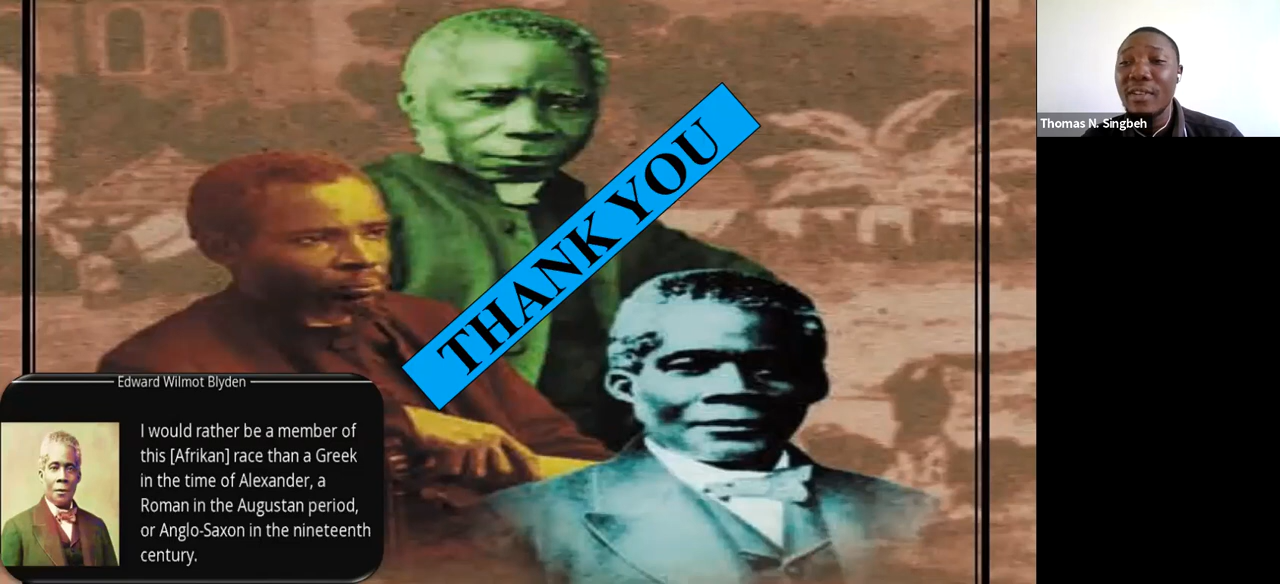 THANK YOU
Thomas N. Singbeh
Edward Wilmot Blyden
I would rather be a member of
this [Afrikan] race than a Greek
in the time of Alexander, a
Roman in the Augustan period,
or Anglo-Saxon in the nineteenth
century.